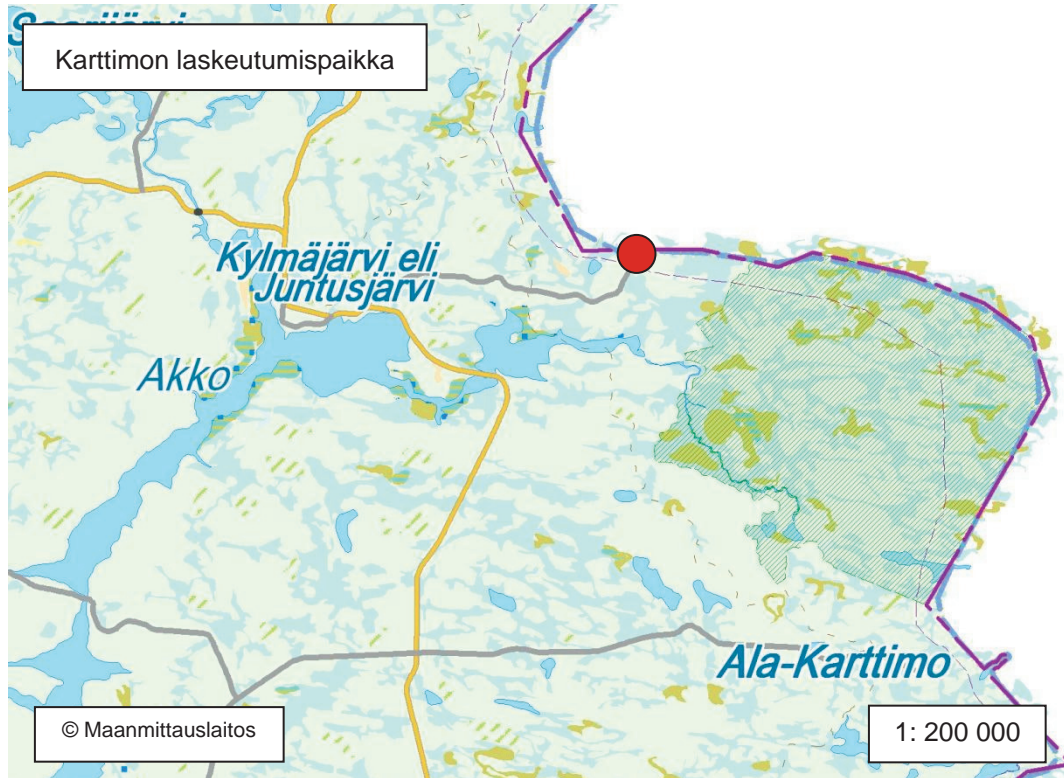 Karttimon laskeutumispaikka
Kylmäjärvi eli
Juntusjärvi
Akko
Ala-Karttimo
© Maanmittauslaitos
1: 200 000